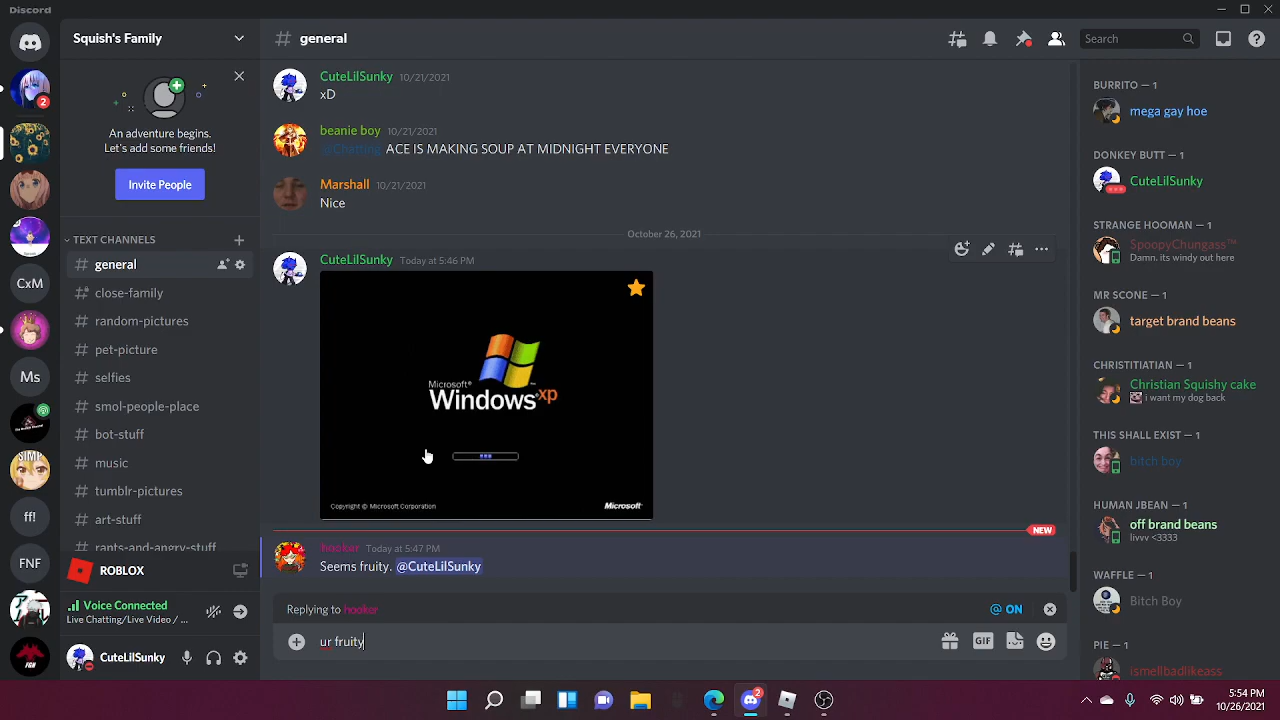 Discord
Squish's Family
general
Search
2
An adventure begins.
Let's add some friends!
Invite People
TEXT CHANNELS
general
close-family
random-pictures
pet-picture
selfies
smol-people-place
bot-stuff
music
tumblr-pictures
art-stuff
rants-and-angry-stuff
CxM
Ms
ff!
FNF
ROBLOX
Voice Connected
Live Chatting/Live Video / ...
CuteLilSunky
CuteLilSunky 10/21/2021
xD
beanie boy 10/21/2021
@Chatting ACE IS MAKING SOUP AT MIDNIGHT EVERYONE
Marshall 10/21/2021
Nice
October 26, 2021
CuteLilSunky Today at 5:46 PM
Microsoft®
Windows xp
Copyright © Microsoft Corporation
Microsoft
NEW
hooker Today at 5:47 PM
Seems fruity. @CuteLilSunky
Replying to hooker
@ ON
ur fruity
GIF
BURRITO — 1
mega gay hoe
DONKEY BUTT — 1
CuteLilSunky
STRANGE HOOMAN — 1
SpoopyChungass™
Damn. its windy out here
MR SCONE — 1
target brand beans
CHRISTITIATIAN — 1
Christian Squishy cake
i want my dog back
THIS SHALL EXIST — 1
bitch boy
HUMAN JBEAN — 1
off brand beans
livvv <3333
WAFFLE — 1
Bitch Boy
PIE — 1
ismellbadlikeass
2
5:54 PM
10/26/2021